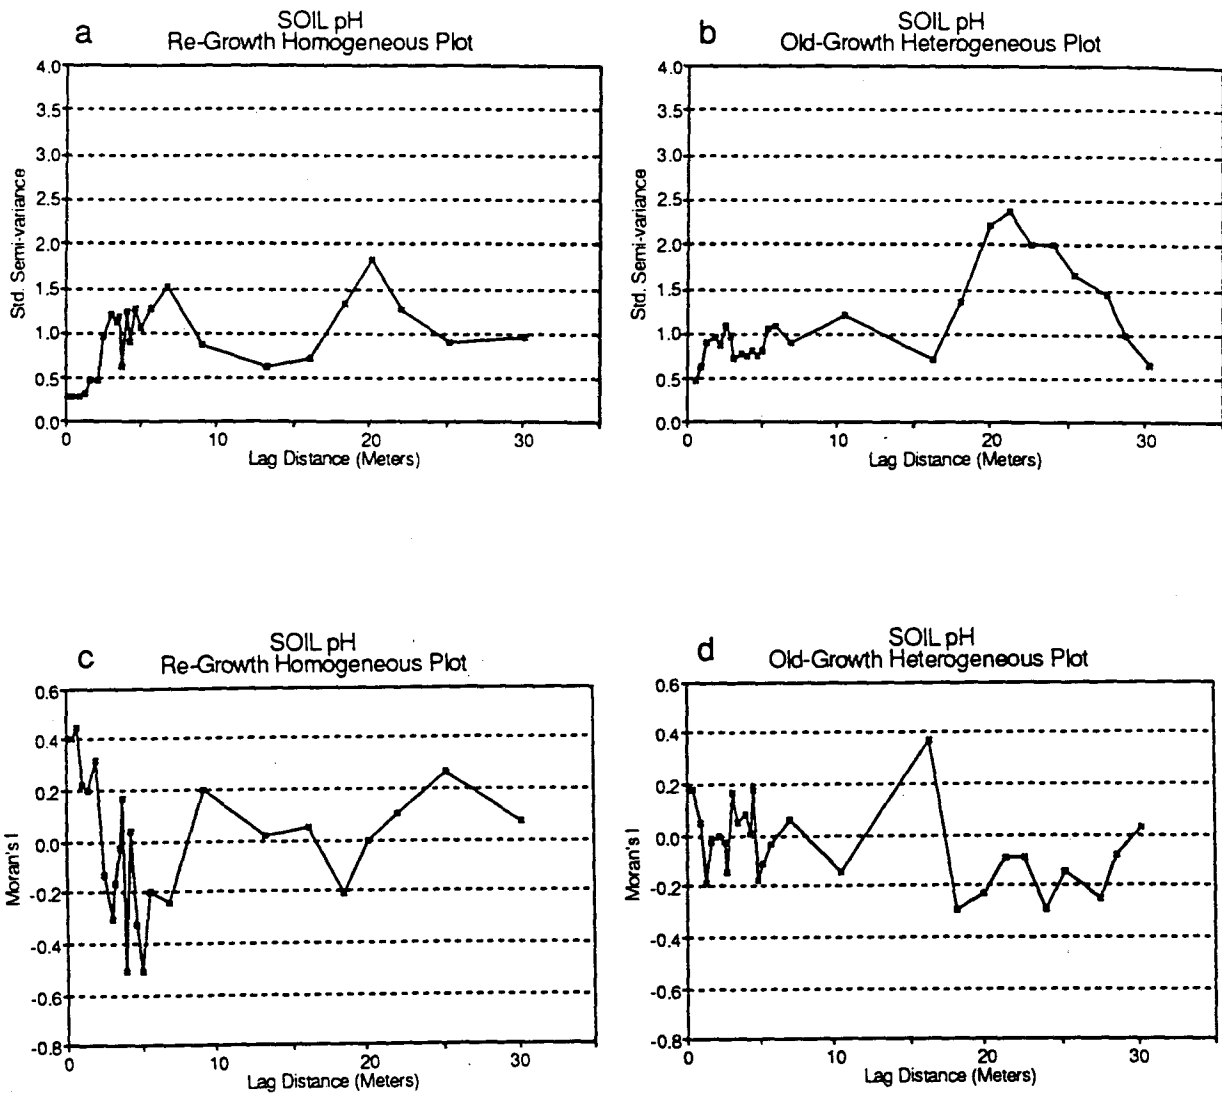 a
SOIL pH
Re-Growth Homogeneous Plot
4.0
3.5
3.0
2.5
2.0
1.5
1.0
0.5
0.0
Std. Semi-variance
0 10 20 30
Lag Distance (Meters)
b
SOIL pH
Old-Growth Heterogeneous Plot
4.0
3.5
3.0
2.5
2.0
1.5
1.0
0.5
0.0
Std. Semi-variance
0 10 20 30
Lag Distance (Meters)
c
SOIL pH
Re-Growth Homogeneous Plot
0.6
0.4
0.2
0.0
-0.2
-0.4
-0.6
-0.8
Moran's I
0 10 20 30
Lag Distance (Meters)
d
SOIL pH
Old-Growth Heterogeneous Plot
0.6
0.4
0.2
0.0
-0.2
-0.4
-0.6
-0.8
Moran's I
0 10 20 30
Lag Distance (Meters)